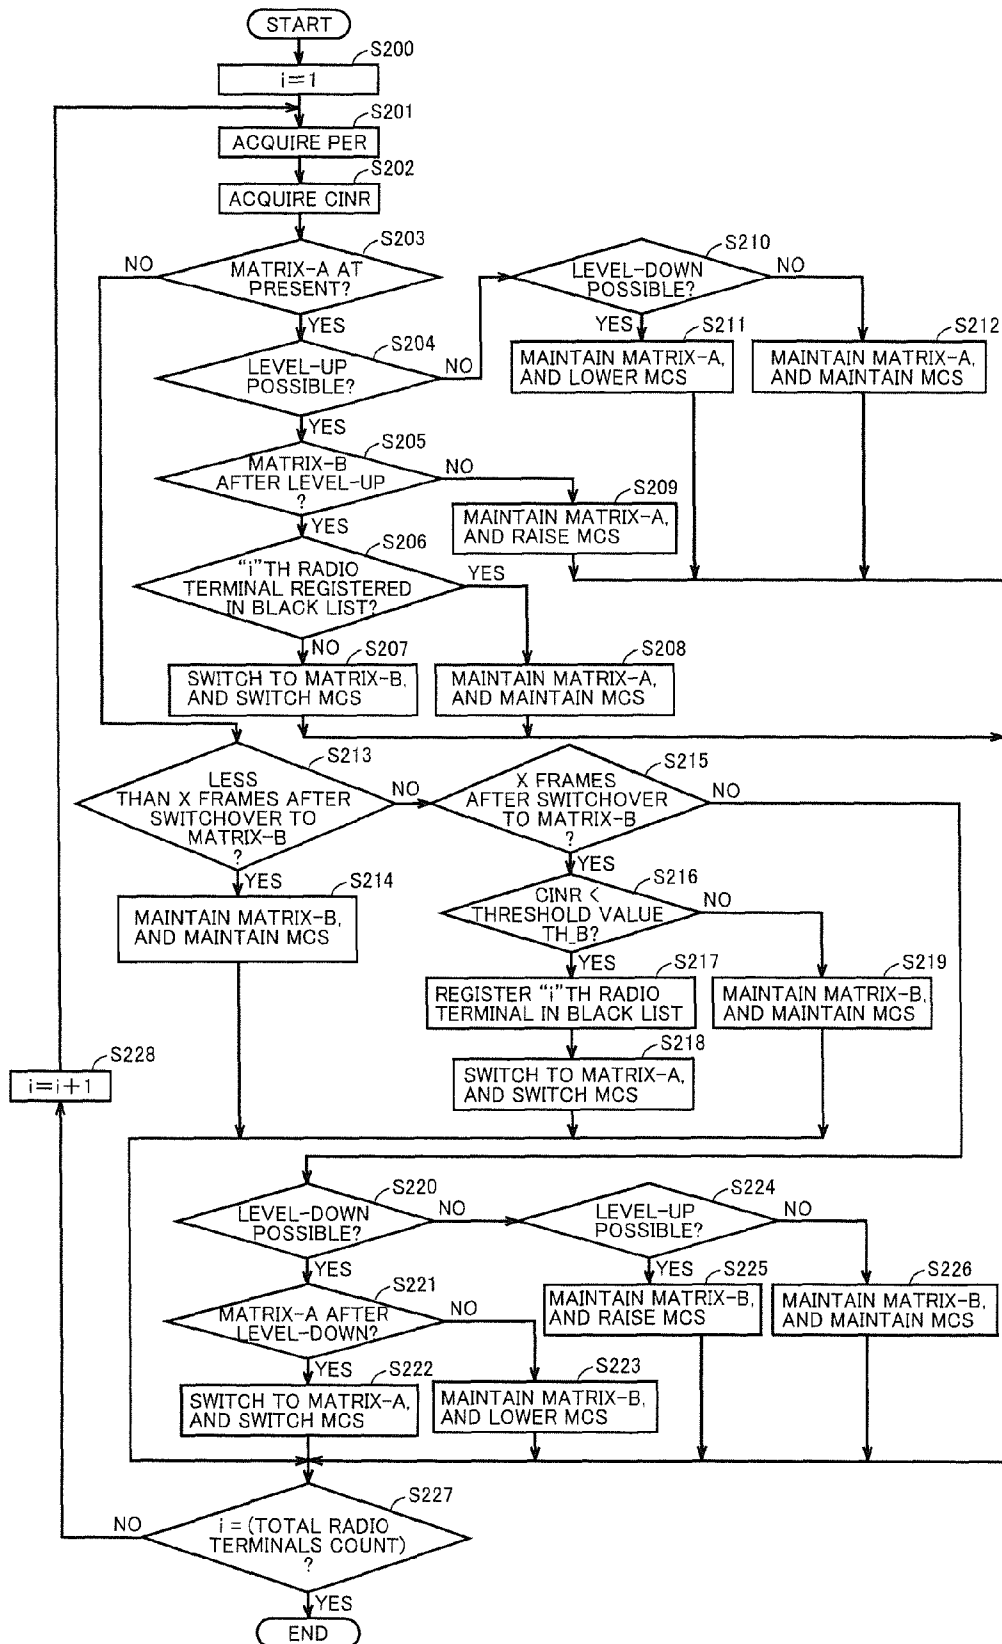 START
S200
i=1
S201
ACQUIRE PER
S202
ACQUIRE CINR
S203
NO
MATRIX-A AT
PRESENT?
YES
S210
LEVEL-DOWN
POSSIBLE?
NO
YES
S204
LEVEL-UP
POSSIBLE?
NO
YES
S211
MAINTAIN MATRIX-A,
AND LOWER MCS
S212
MAINTAIN MATRIX-A,
AND MAINTAIN MCS
S205
MATRIX-B
AFTER LEVEL-UP
?
NO
YES
S209
MAINTAIN MATRIX-A,
AND RAISE MCS
S206
“i”TH RADIO
TERMINAL REGISTERED
IN BLACK LIST?
YES
NO
S207
SWITCH TO MATRIX-B,
AND SWITCH MCS
S208
MAINTAIN MATRIX-A,
AND MAINTAIN MCS
S213
LESS
THAN X FRAMES AFTER
SWITCHOVER TO
MATRIX-B
?
NO
YES
S215
X FRAMES
AFTER SWITCHOVER
TO MATRIX-B
?
NO
YES
S214
MAINTAIN MATRIX-B,
AND MAINTAIN MCS
S216
CINR <
THRESHOLD VALUE
TH_B?
NO
YES
S217
REGISTER “i”TH RADIO
TERMINAL IN BLACK LIST
S219
MAINTAIN MATRIX-B,
AND MAINTAIN MCS
S218
SWITCH TO MATRIX-A,
AND SWITCH MCS
S228
i=i+1
S220
LEVEL-DOWN
POSSIBLE?
NO
YES
S224
LEVEL-UP
POSSIBLE?
NO
YES
S221
MATRIX-A AFTER
LEVEL-DOWN?
NO
YES
S225
MAINTAIN MATRIX-B,
AND RAISE MCS
S226
MAINTAIN MATRIX-B,
AND MAINTAIN MCS
S222
SWITCH TO MATRIX-A,
AND SWITCH MCS
S223
MAINTAIN MATRIX-B,
AND LOWER MCS
S227
NO
i = (TOTAL RADIO
TERMINALS COUNT)
?
YES
END